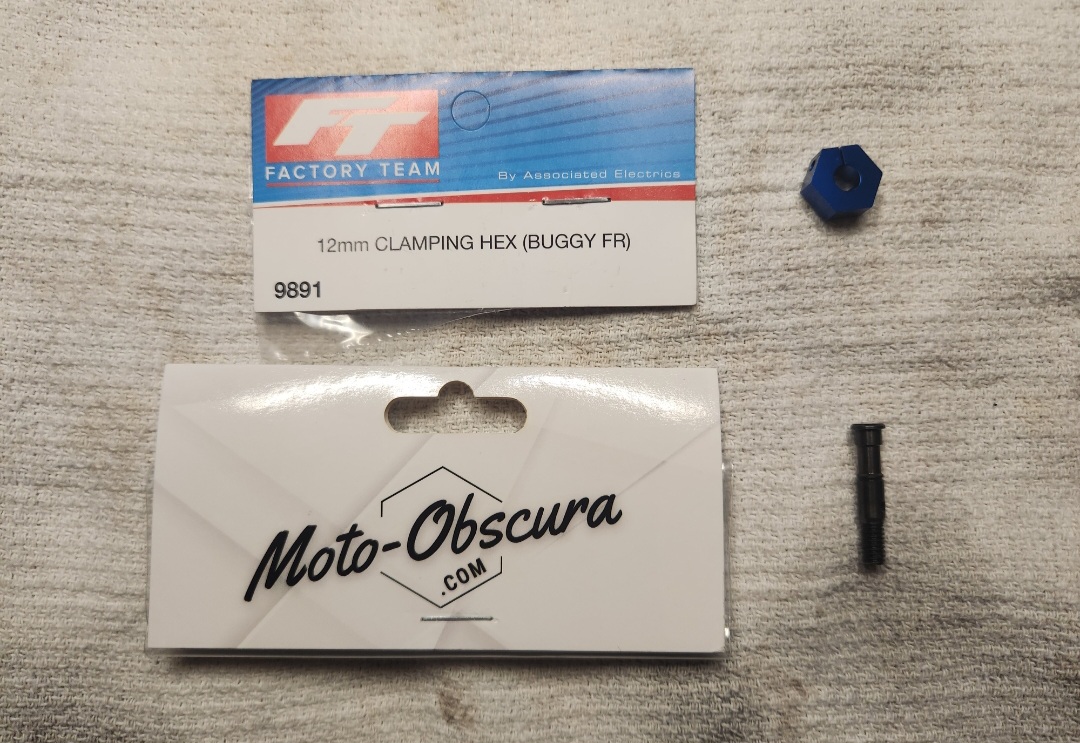 FT
FACTORY TEAM
By Associated Electrics
12mm CLAMPING HEX (BUGGY FR)
9891
Moto-Obscura
.COM